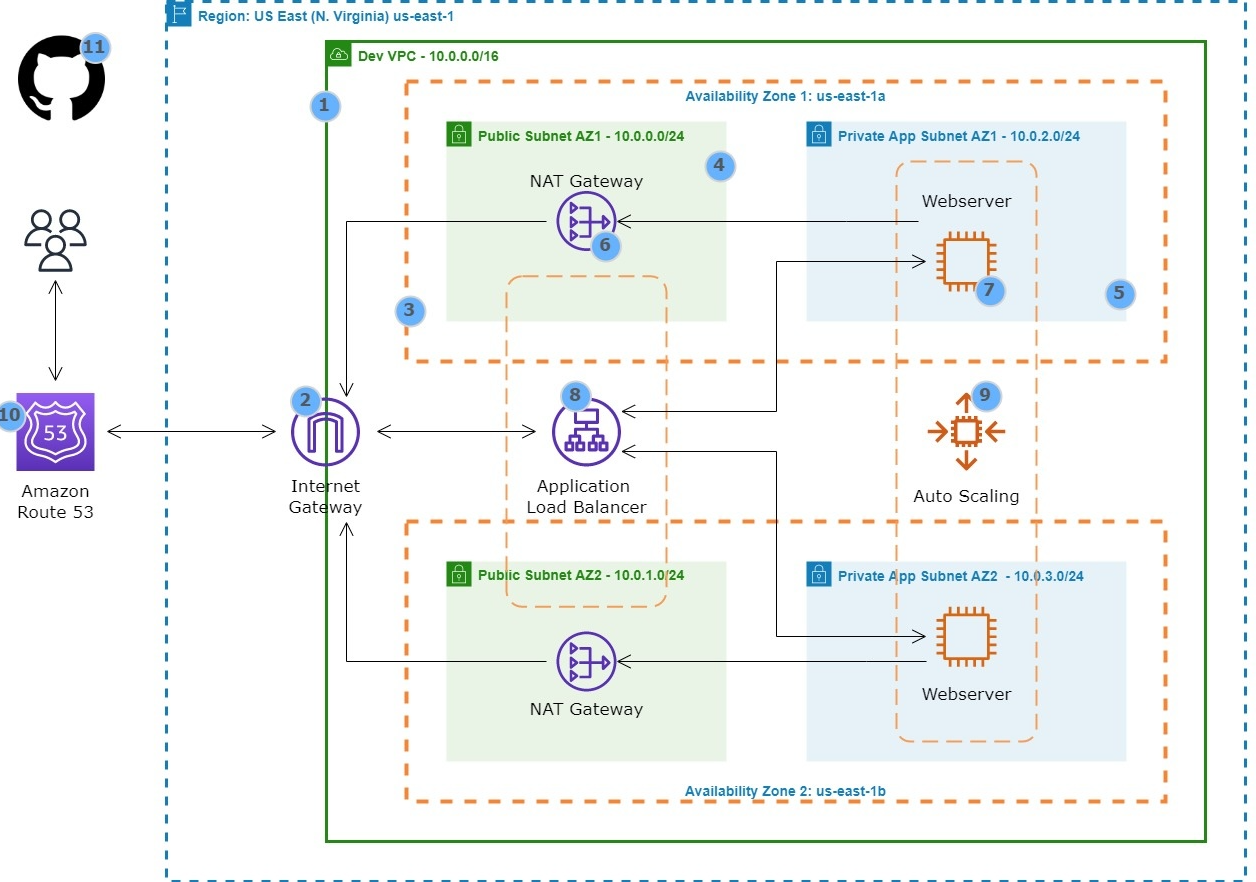 Region: US East (N. Virginia) us-east-1
11
Dev VPC - 10.0.0.0/16
1
Availability Zone 1: us-east-1a
Public Subnet AZ1 - 10.0.0.0/24
Private App Subnet AZ1 - 10.0.2.0/24
4
NAT Gateway
Webserver
6
7
5
3
10
53
Amazon
Route 53
2
Internet
Gateway
8
Application
Load Balancer
9
Auto Scaling
Public Subnet AZ2 - 10.0.1.0/24
Private App Subnet AZ2 - 10.0.3.0/24
NAT Gateway
Webserver
Availability Zone 2: us-east-1b